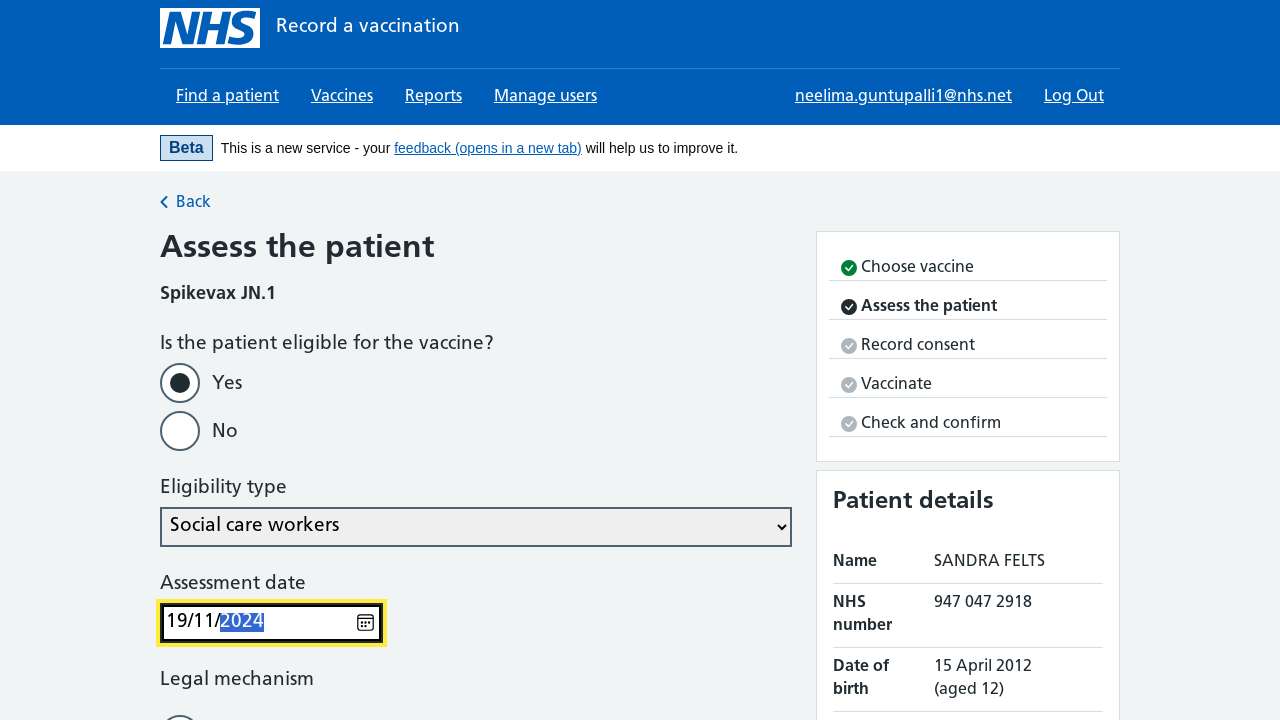 NHS Record a vaccination
Find a patient Vaccines Reports Manage users neelima.guntupalli1@nhs.net Log Out
Beta This is a new service - your feedback (opens in a new tab) will help us to improve it.
Back
Assess the patient
Spikevax JN.1
Is the patient eligible for the vaccine?
Yes
No
Eligibility type
Social care workers
Assessment date
19/11/2024
Legal mechanism
Choose vaccine
Assess the patient
Record consent
Vaccinate
Check and confirm
Patient details
Name SANDRA FELTS
NHS number 947 047 2918
Date of birth 15 April 2012 (aged 12)